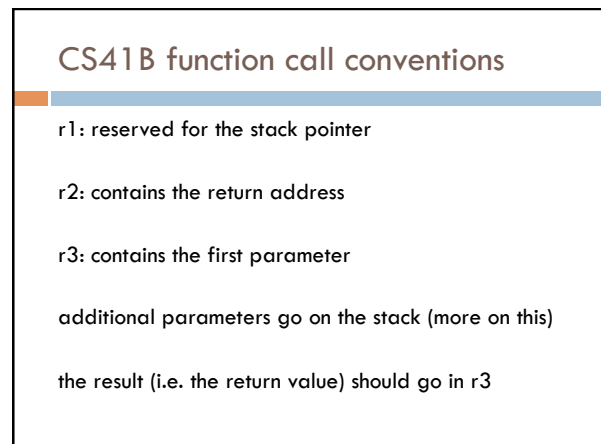 CS41B function call conventions
r1: reserved for the stack pointer
r2: contains the return address
r3: contains the first parameter
additional parameters go on the stack (more on this)
the result (i.e. the return value) should go in r3